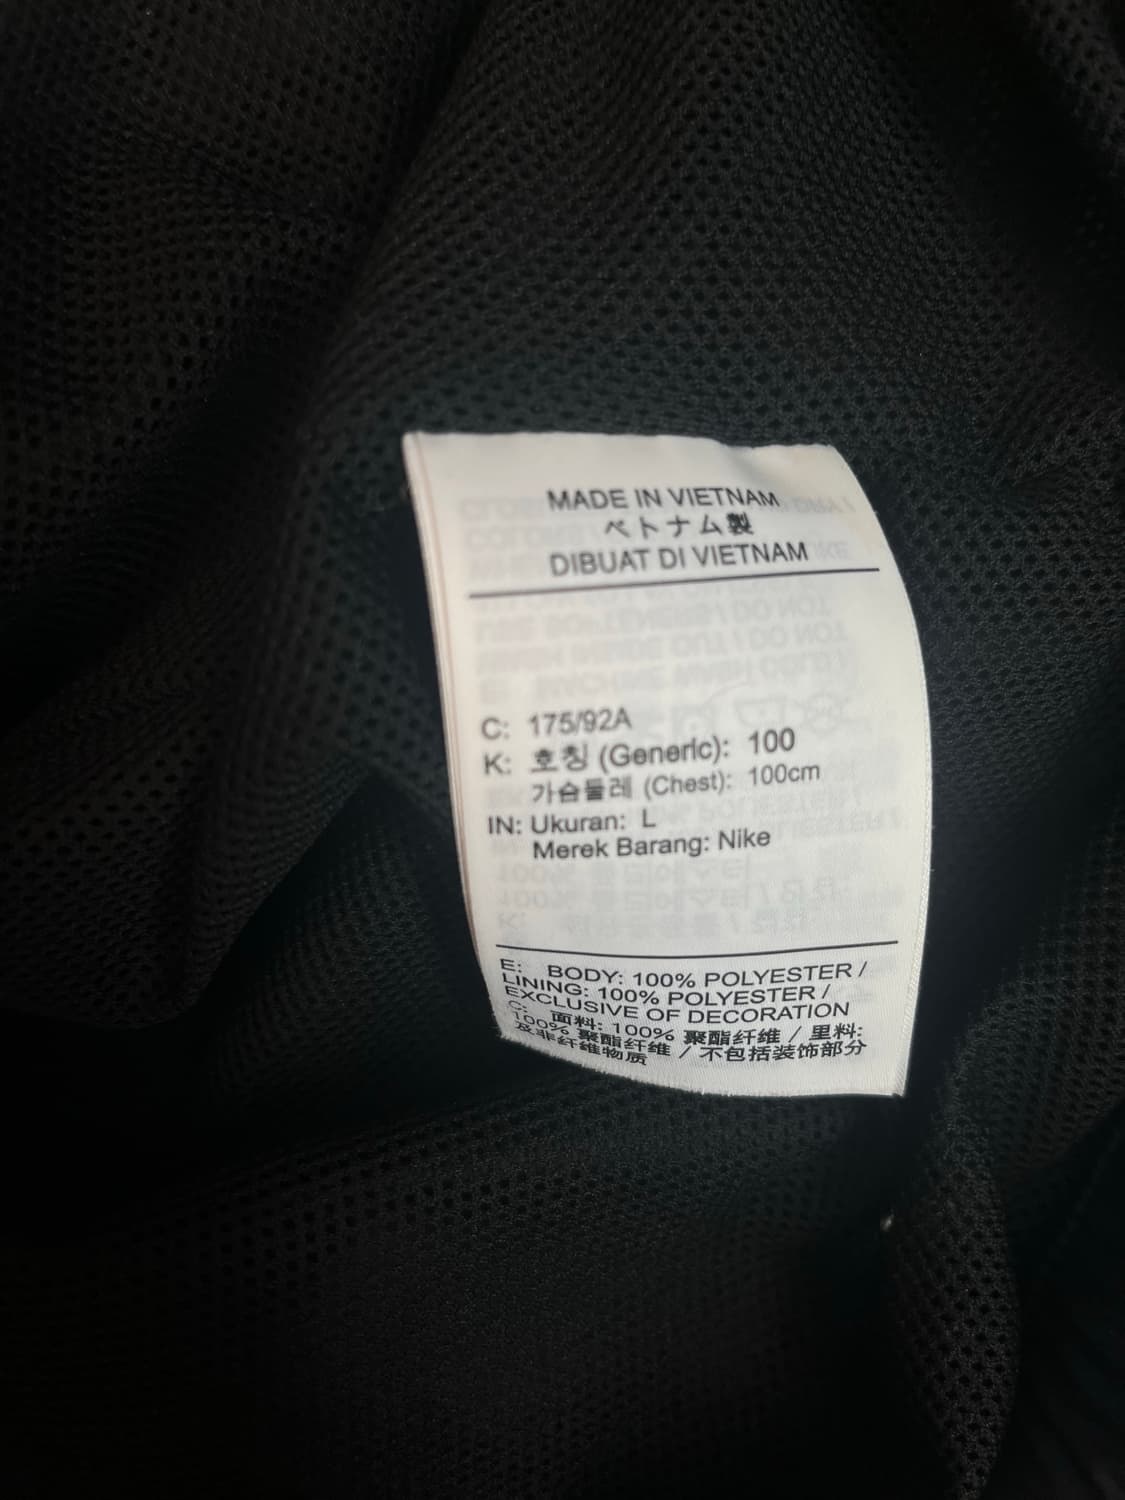 MADE IN VIETNAM
ベトナム製
DIBUAT DI VIETNAM
C: 175/92A
K: 호칭 (Generic): 100
가슴둘레 (Chest): 100cm
IN: Ukuran: L
Merek Barang: Nike
E: BODY: 100% POLYESTER /
LINING: 100% POLYESTER /
EXCLUSIVE OF DECORATION
C: 面料: 100% 聚酯纤维 / 里料:
100% 聚酯纤维 / 不包括装饰部分
及非纤维物质